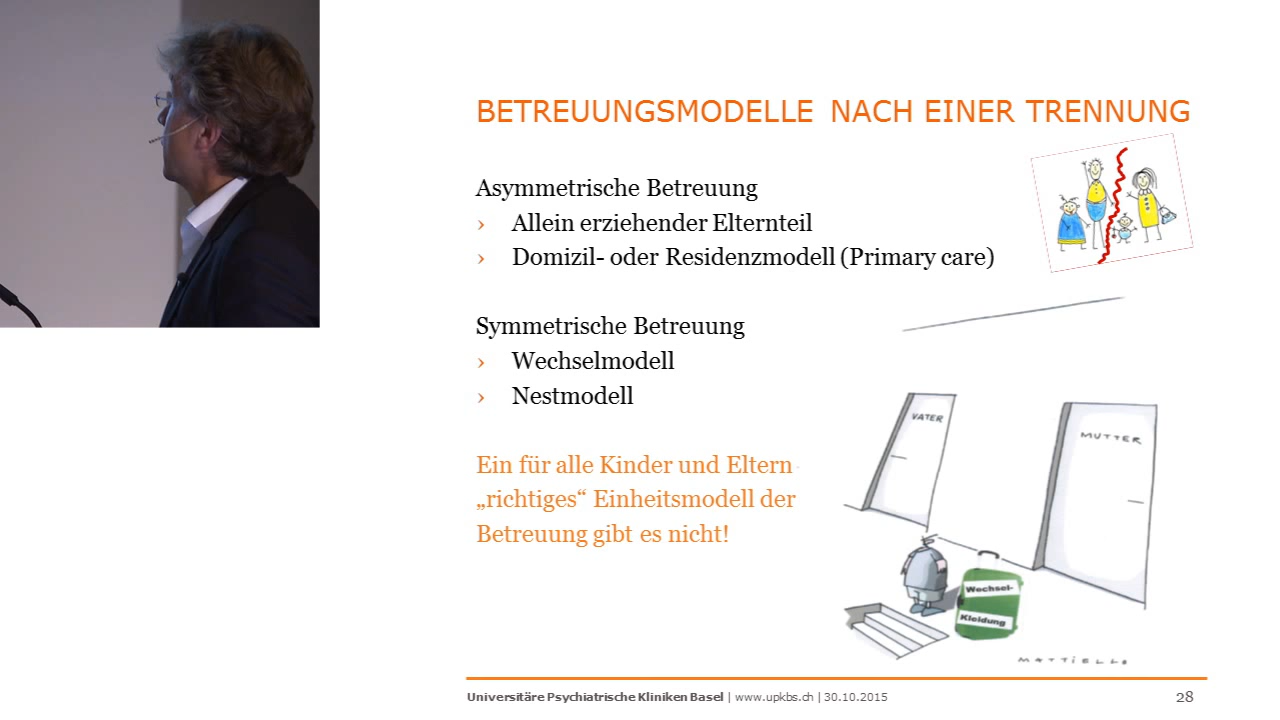 BETREUUNGSMODELLE NACH EINER TRENNUNG
Asymmetrische Betreuung
› Allein erziehender Elternteil
› Domizil- oder Residenzmodell (Primary care)
Symmetrische Betreuung
› Wechselmodell
› Nestmodell
Ein für alle Kinder und Eltern
„richtiges“ Einheitsmodell der
Betreuung gibt es nicht!
VATER
MUTTER
Wechsel-
Kleidung
MATTIELLO
Universitäre Psychiatrische Kliniken Basel | www.upkbs.ch | 30.10.2015
28